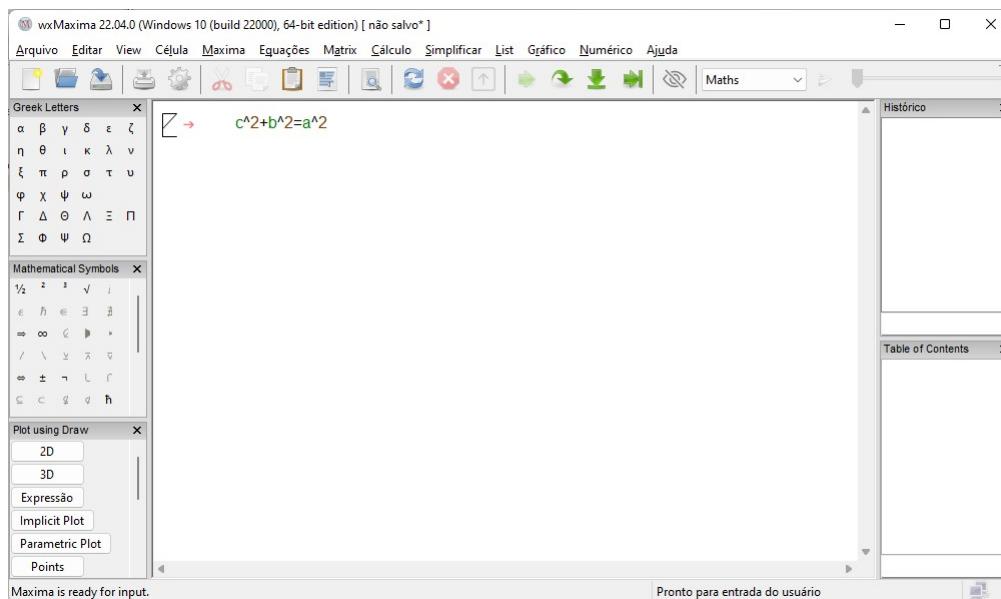 wxMaxima 22.04.0 (Windows 10 (build 22000), 64-bit edition) [ não salvo* ]
Arquivo Editar View Célula Maxima Equações Matrix Cálculo Simplificar List Gráfico Numérico Ajuda
Maths
Greek Letters
α β γ δ ε ζ
η θ ι κ λ ν
ξ π ρ σ τ υ
φ χ ψ ω
Γ Δ Θ Λ Ξ Π
Σ Φ Ψ Ω
Mathematical Symbols
½ ² ³ √ i
e ℏ ∈ ∃ ∄
⇒ ∞
⇔ ± ¬
ħ
Plot using Draw
2D
3D
Expressão
Implicit Plot
Parametric Plot
Points
c^2+b^2=a^2
Histórico
Table of Contents
Maxima is ready for input.
Pronto para entrada do usuário